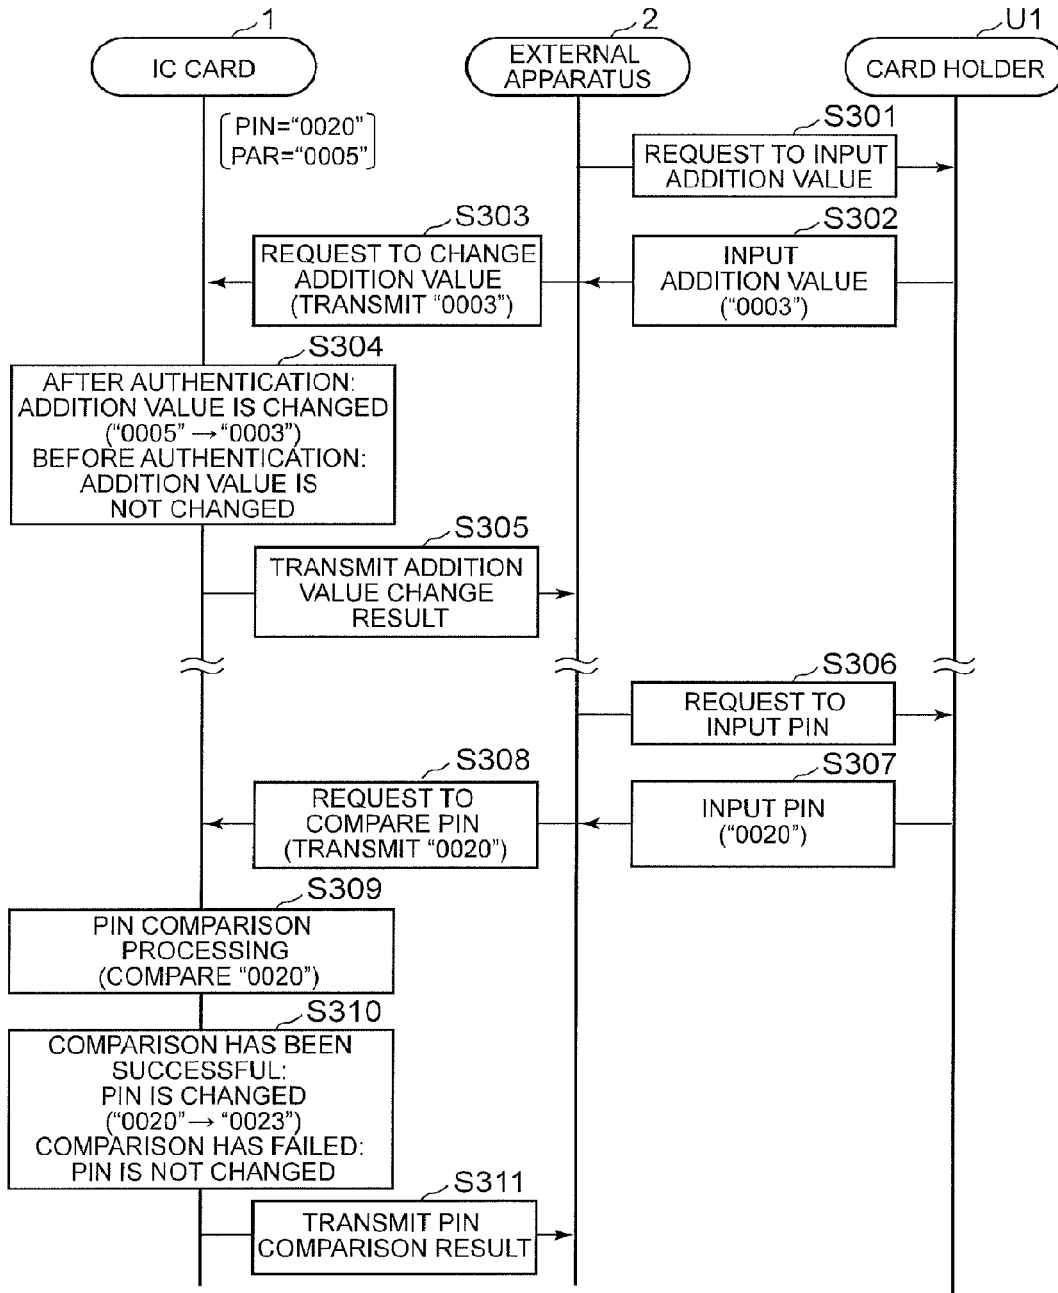 1
2
U1
IC CARD
EXTERNAL
APPARATUS
CARD HOLDER
PIN=“0020”
PAR=“0005”
S301
REQUEST TO INPUT
ADDITION VALUE
S303
S302
REQUEST TO CHANGE
ADDITION VALUE
(TRANSMIT “0003”)
INPUT
ADDITION VALUE
(“0003”)
S304
AFTER AUTHENTICATION:
ADDITION VALUE IS CHANGED
(“0005” → “0003”)
BEFORE AUTHENTICATION:
ADDITION VALUE IS
NOT CHANGED
S305
TRANSMIT ADDITION
VALUE CHANGE
RESULT
S306
REQUEST TO
INPUT PIN
S308
S307
REQUEST TO
COMPARE PIN
(TRANSMIT “0020”)
INPUT PIN
(“0020”)
S309
PIN COMPARISON
PROCESSING
(COMPARE “0020”)
S310
COMPARISON HAS BEEN
SUCCESSFUL:
PIN IS CHANGED
(“0020” → “0023”)
COMPARISON HAS FAILED:
PIN IS NOT CHANGED
S311
TRANSMIT PIN
COMPARISON RESULT